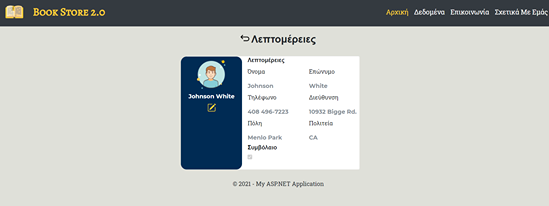 Book Store 2.0
Αρχική Δεδομένα Επικοινωνία Σχετικά Με Εμάς
Λεπτομέρειες
Johnson White
Λεπτομέρειες
Όνομα Επώνυμο
Johnson White
Τηλέφωνο Διεύθυνση
408 496-7223 10932 Bigge Rd.
Πόλη Πολιτεία
Menlo Park CA
Συμβόλαιο
© 2021 - My ASP.NET Application